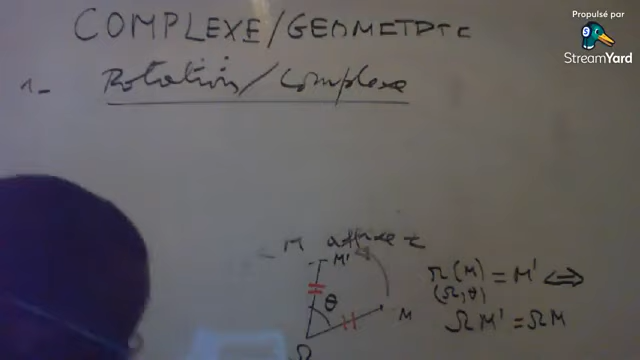 COMPLEXE/GEOMETRIE
Propulsé par
StreamYard
1- Rotation/Complexe
M affixe z
M'
θ
M
Ω
R(M) = M' ⇔
(Ω,θ)
ΩM' = ΩM